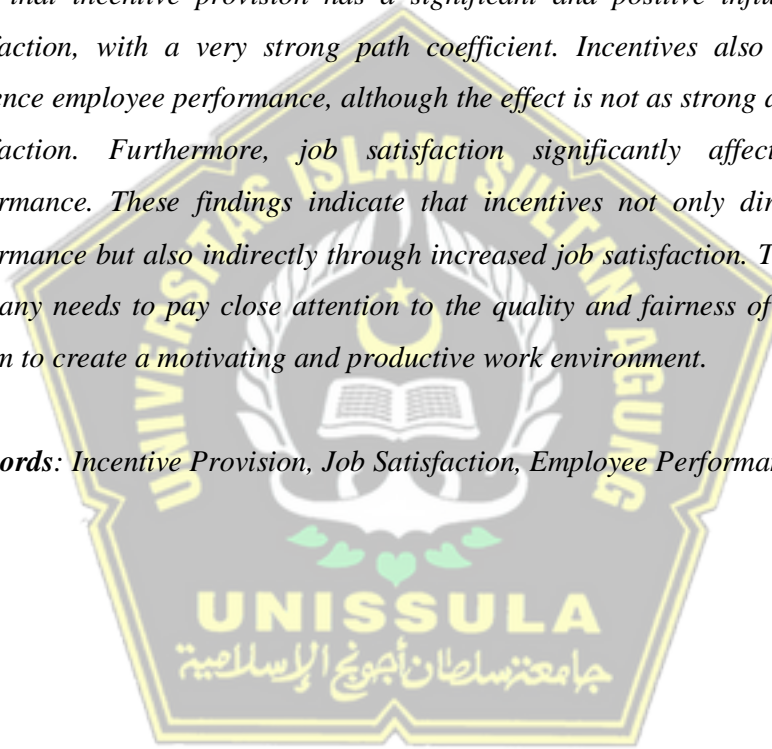 that incentive provision has a significant and positive
faction, with a very strong path coefficient. Incentives also
ence employee performance, although the effect is not as strong
faction. Furthermore, job satisfaction significantly affec
rmance. These findings indicate that incentives not only dir
rmance but also indirectly through increased job satisfaction. T
any needs to pay close attention to the quality and fairness of
m to create a motivating and productive work environment.
ords: Incentive Provision, Job Satisfaction, Employee Performa
UNIVERSITAS ISLAM SULTAN AGUNG
UNISSULA
جامعتسلطان أجونج الإسلامية